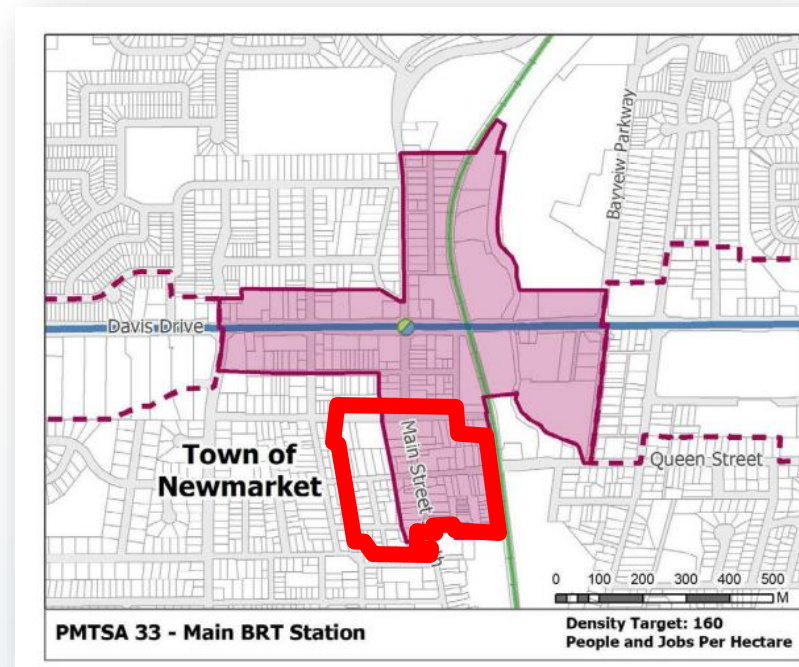 Bayveiw Parkway
Davis Drive
Main Street
Town of
Newmarket
Queen Street
0 100 200 300 400 500
M
PMTSA 33 - Main BRT Station
Density Target: 160
People and Jobs Per Hectare